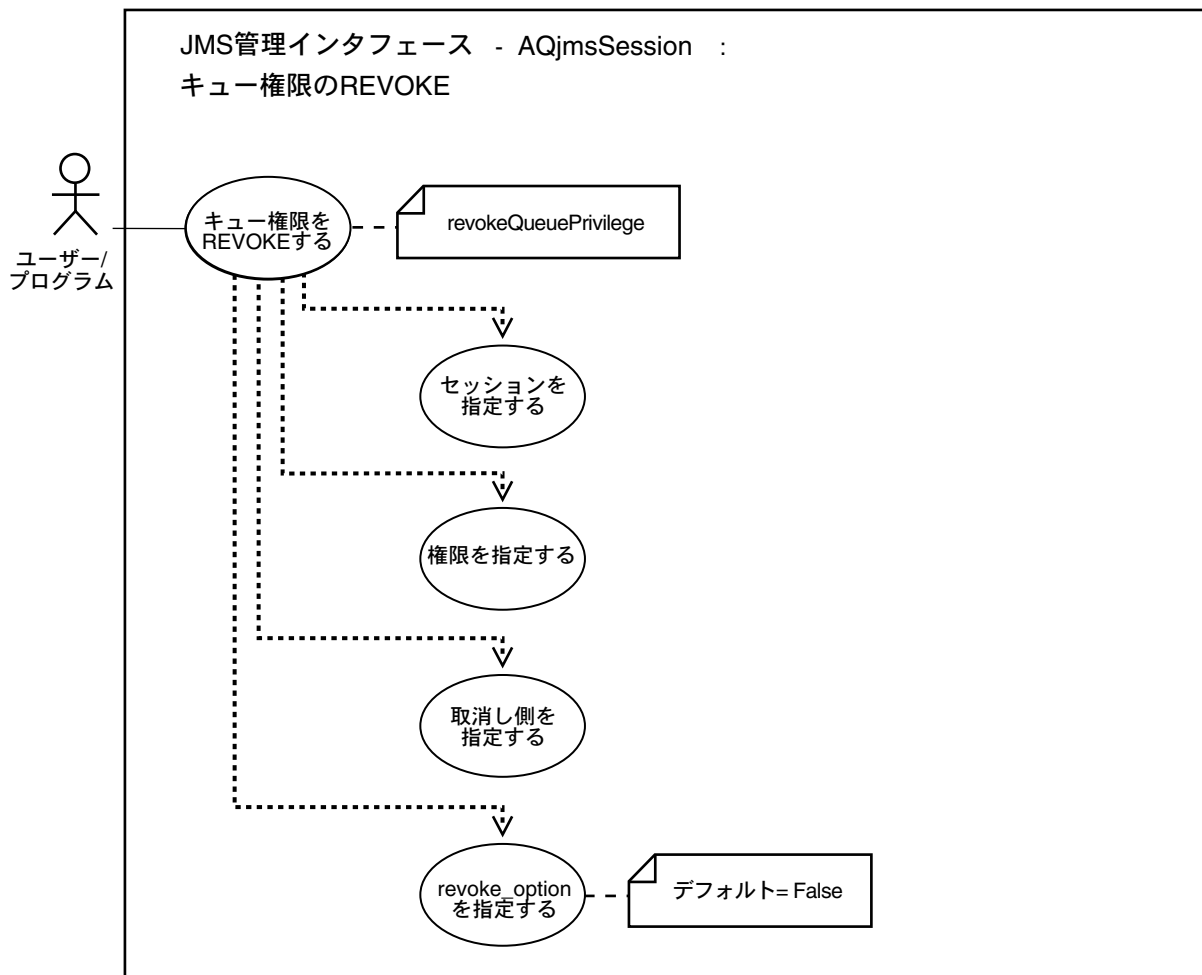 JMS管理インタフェース - AQjmsSession :
キュー権限のREVOKE
ユーザー/
プログラム
キュー権限を
REVOKEする
revokeQueuePrivilege
セッションを
指定する
権限を指定する
取消し側を
指定する
revoke_option
を指定する
デフォルト= False